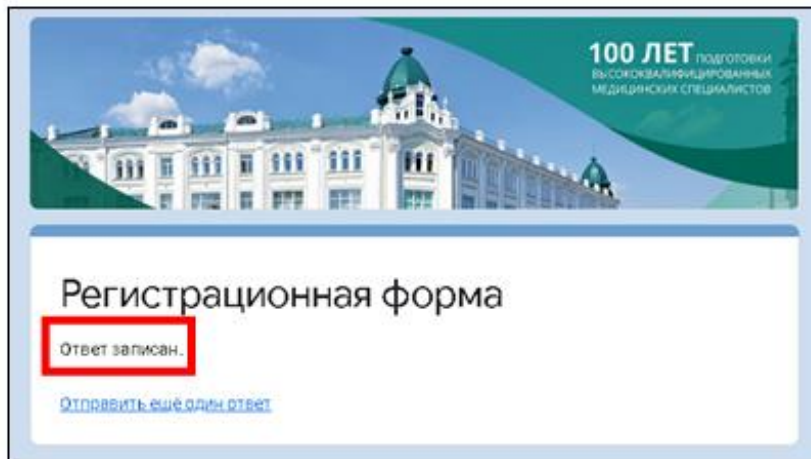 100 ЛЕТ ПОДГОТОВКИ
ВЫСОКОКВАЛИФИЦИРОВАННЫХ
МЕДИЦИНСКИХ СПЕЦИАЛИСТОВ
Регистрационная форма
Ответ записан.
Отправить ещё один ответ